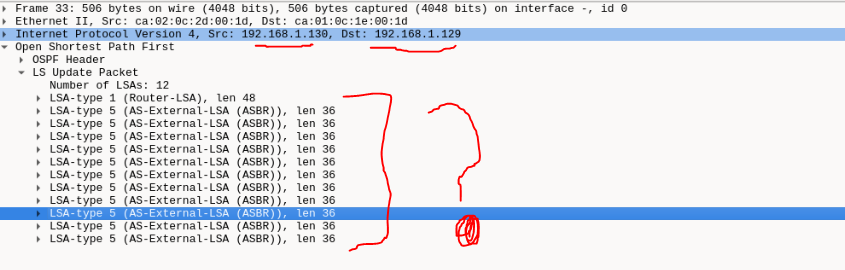 Frame 33: 506 bytes on wire (4048 bits), 506 bytes captured (4048 bits) on interface -, id 0
Ethernet II, Src: ca:02:0c:2d:00:1d, Dst: ca:01:0c:1e:00:1d
Internet Protocol Version 4, Src: 192.168.1.130, Dst: 192.168.1.129
Open Shortest Path First
OSPF Header
LS Update Packet
Number of LSAs: 12
LSA-type 1 (Router-LSA), len 48
LSA-type 5 (AS-External-LSA (ASBR)), len 36
LSA-type 5 (AS-External-LSA (ASBR)), len 36
LSA-type 5 (AS-External-LSA (ASBR)), len 36
LSA-type 5 (AS-External-LSA (ASBR)), len 36
LSA-type 5 (AS-External-LSA (ASBR)), len 36
LSA-type 5 (AS-External-LSA (ASBR)), len 36
LSA-type 5 (AS-External-LSA (ASBR)), len 36
LSA-type 5 (AS-External-LSA (ASBR)), len 36
LSA-type 5 (AS-External-LSA (ASBR)), len 36
LSA-type 5 (AS-External-LSA (ASBR)), len 36
LSA-type 5 (AS-External-LSA (ASBR)), len 36
?